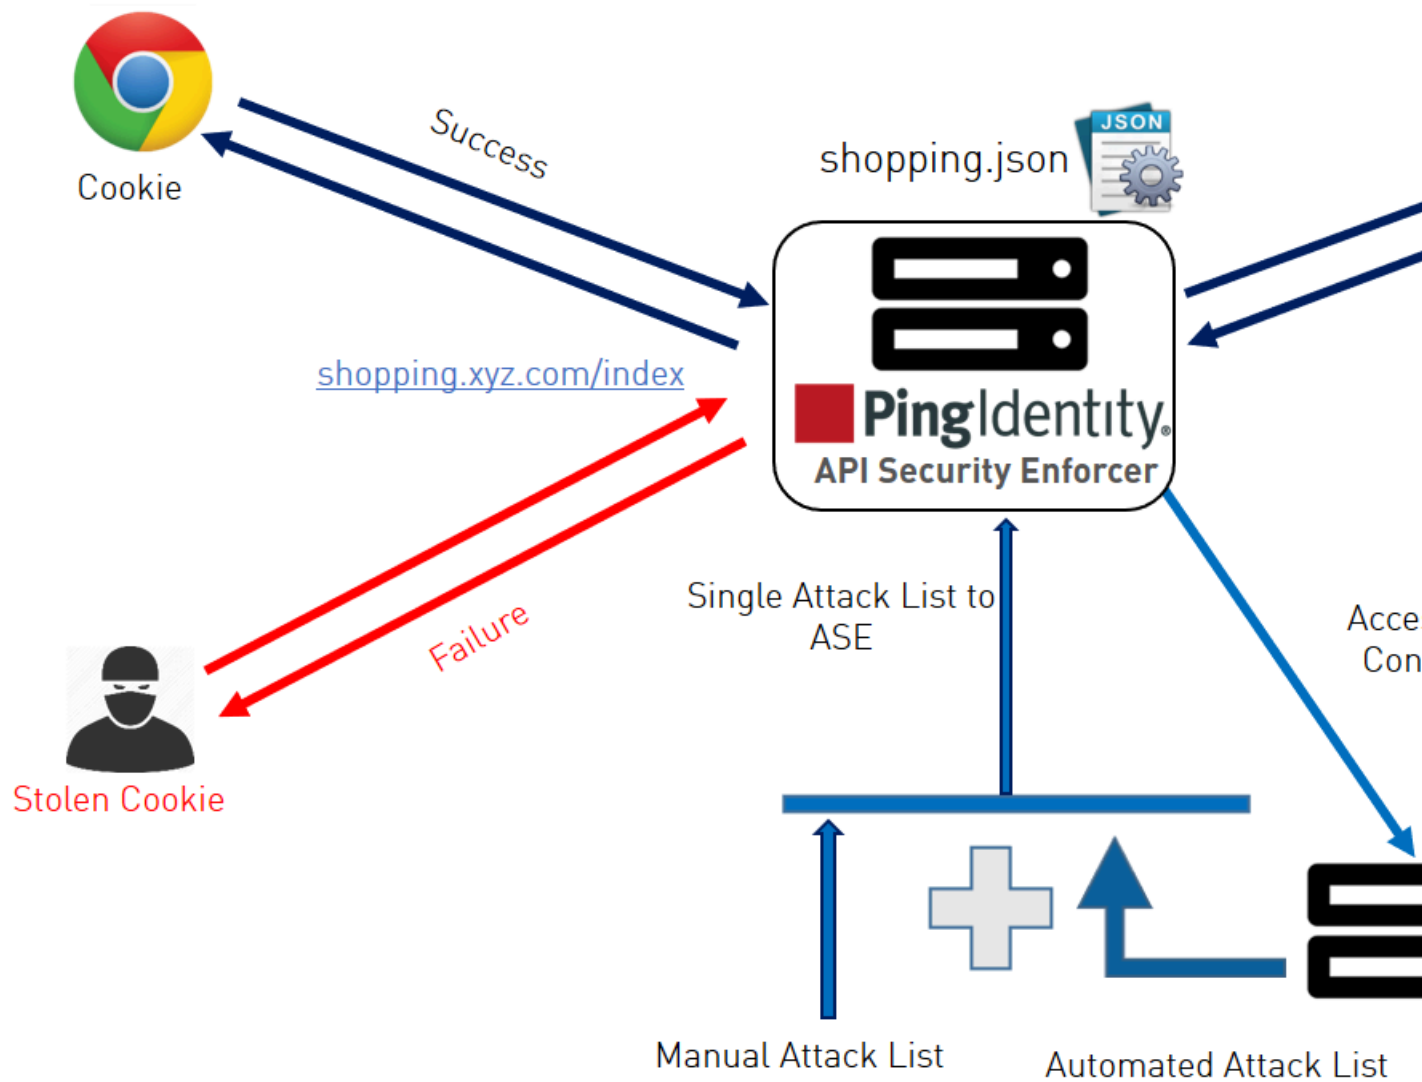 Cookie
Success
shopping.json
JSON
shopping.xyz.com/index
PingIdentity®
API Security Enforcer
Failure
Stolen Cookie
Single Attack List to
ASE
Manual Attack List
Automated Attack List